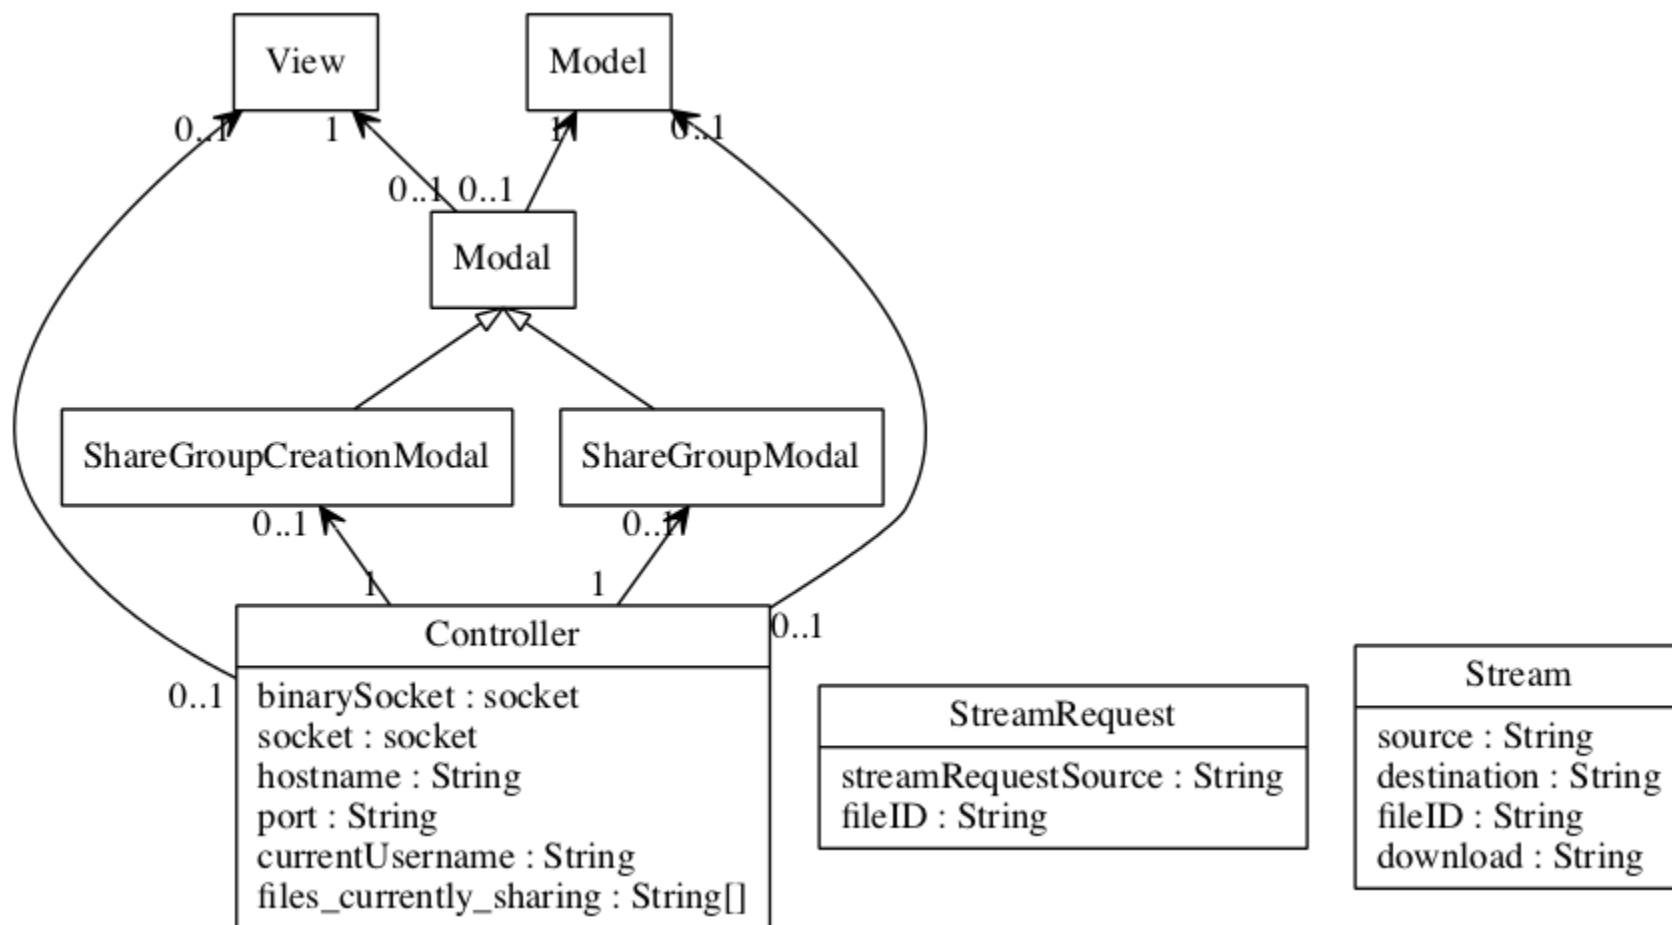 View
Model
0..1
1
1
0..1
0..1
0..1
Modal
ShareGroupCreationModal
ShareGroupModal
0..1
0..1
1
1
Controller
0..1
0..1
binarySocket : socket
socket : socket
hostname : String
port : String
currentUsername : String
files_currently_sharing : String[]
StreamRequest
streamRequestSource : String
fileID : String
Stream
source : String
destination : String
fileID : String
download : String